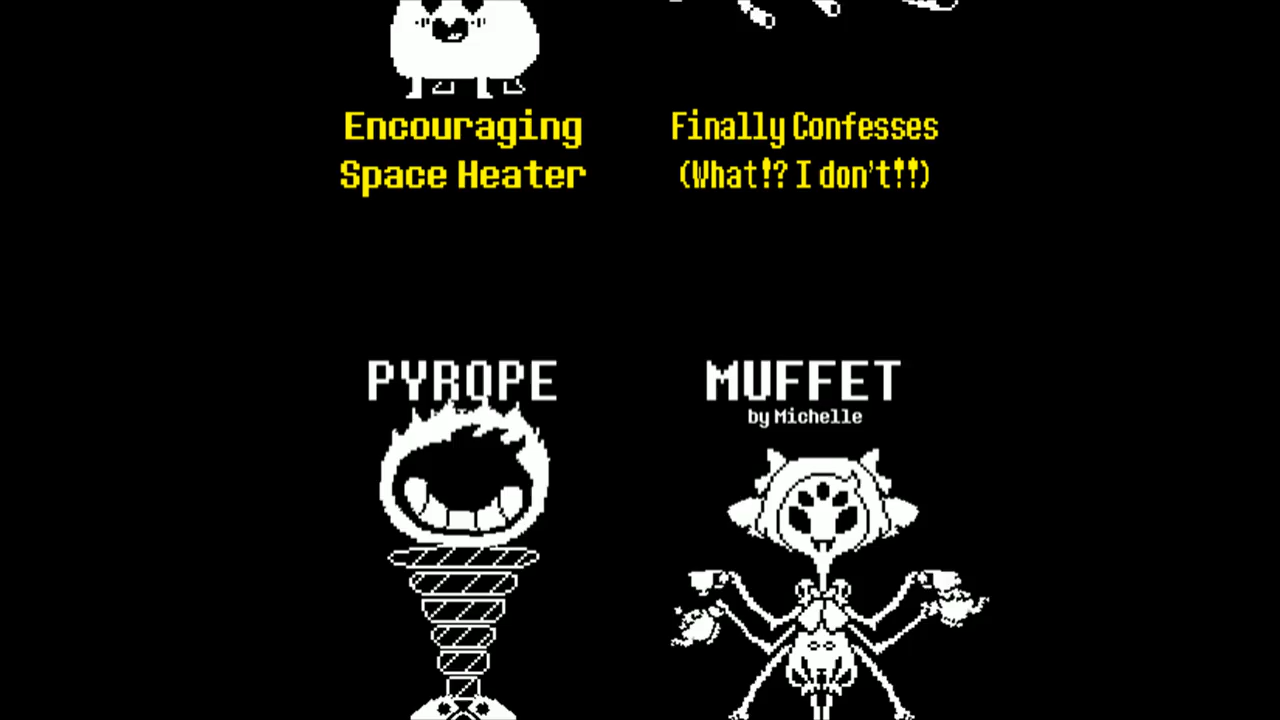 Encouraging
Space Heater
Finally Confesses
(What!? I don't!!)
PYROPE
MUFFET
by Michelle